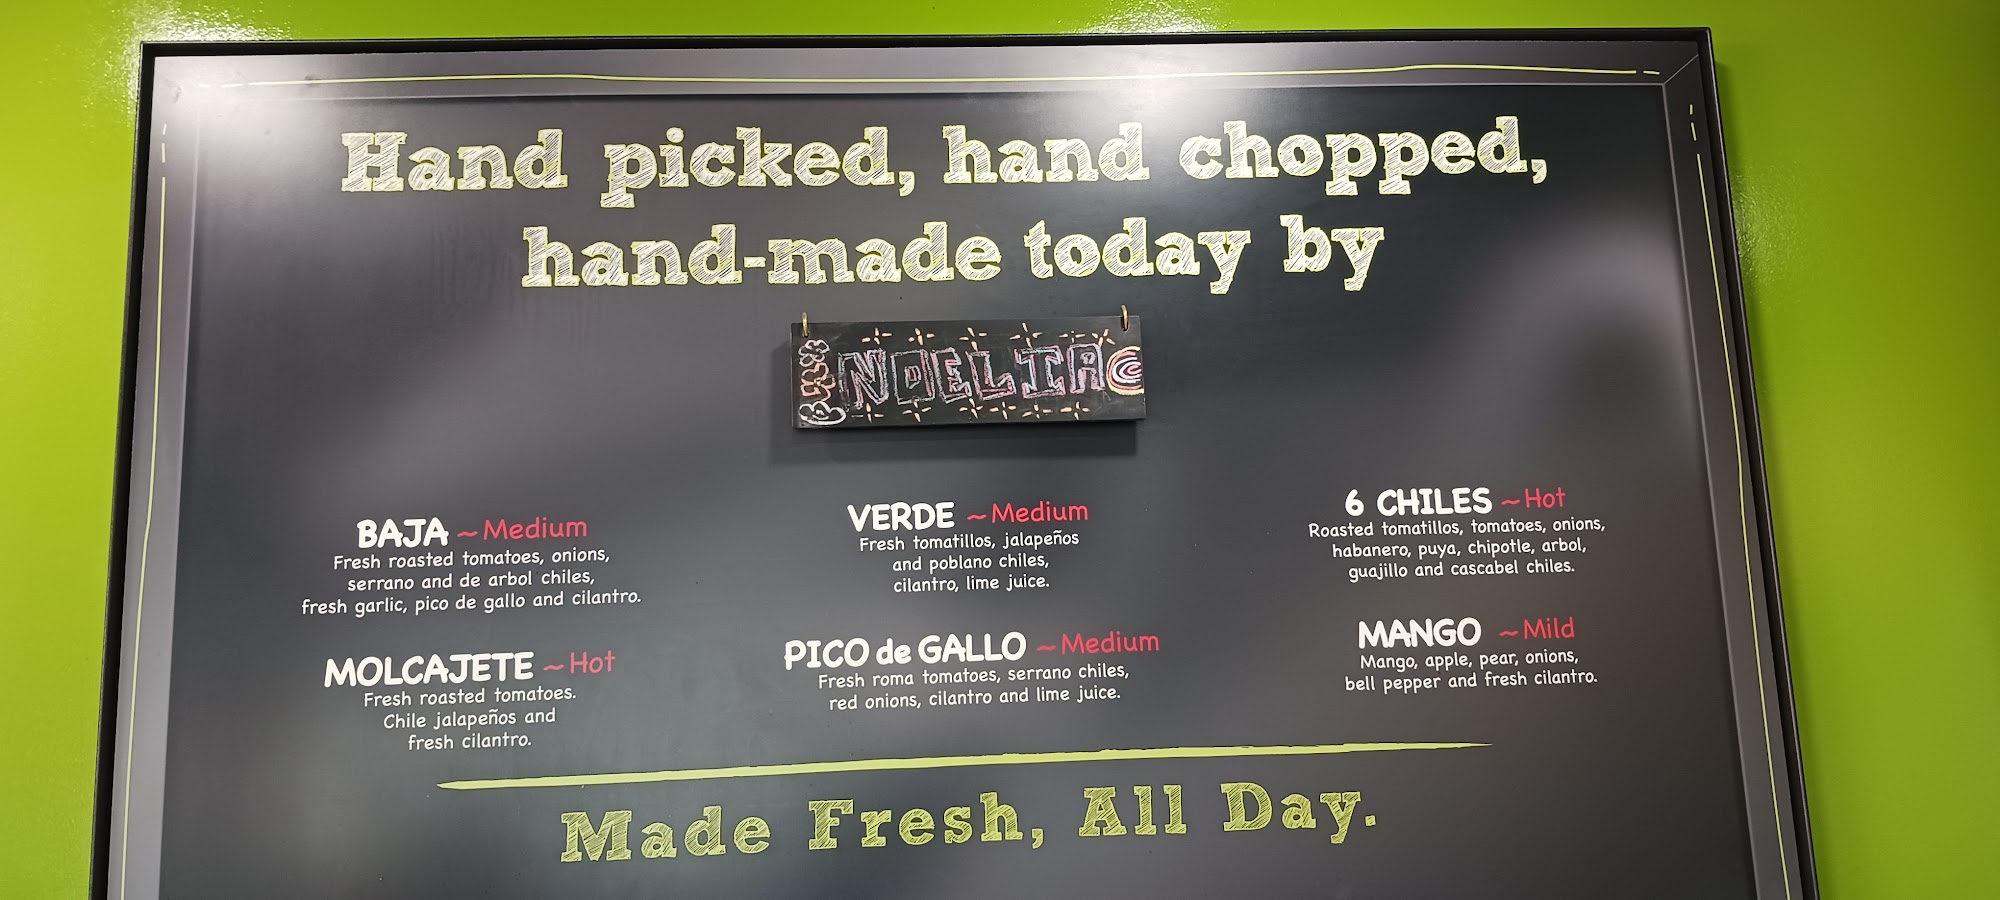 Hand picked, hand chopped,
hand-made today by
NOELIA
BAJA ~Medium
Fresh roasted tomatoes, onions,
serrano and de arbol chiles,
fresh garlic, pico de gallo and cilantro.
MOLCAJETE ~Hot
Fresh roasted tomatoes.
Chile jalapeños and
fresh cilantro.
VERDE ~Medium
Fresh tomatillos, jalapeños
and poblano chiles,
cilantro, lime juice.
PICO de GALLO ~Medium
Fresh roma tomatoes, serrano chiles,
red onions, cilantro and lime juice.
6 CHILES ~Hot
Roasted tomatillos, tomatoes, onions,
habanero, puya, chipotle, arbol,
guajillo and cascabel chiles.
MANGO ~Mild
Mango, apple, pear, onions,
bell pepper and fresh cilantro.
Made Fresh, All Day.